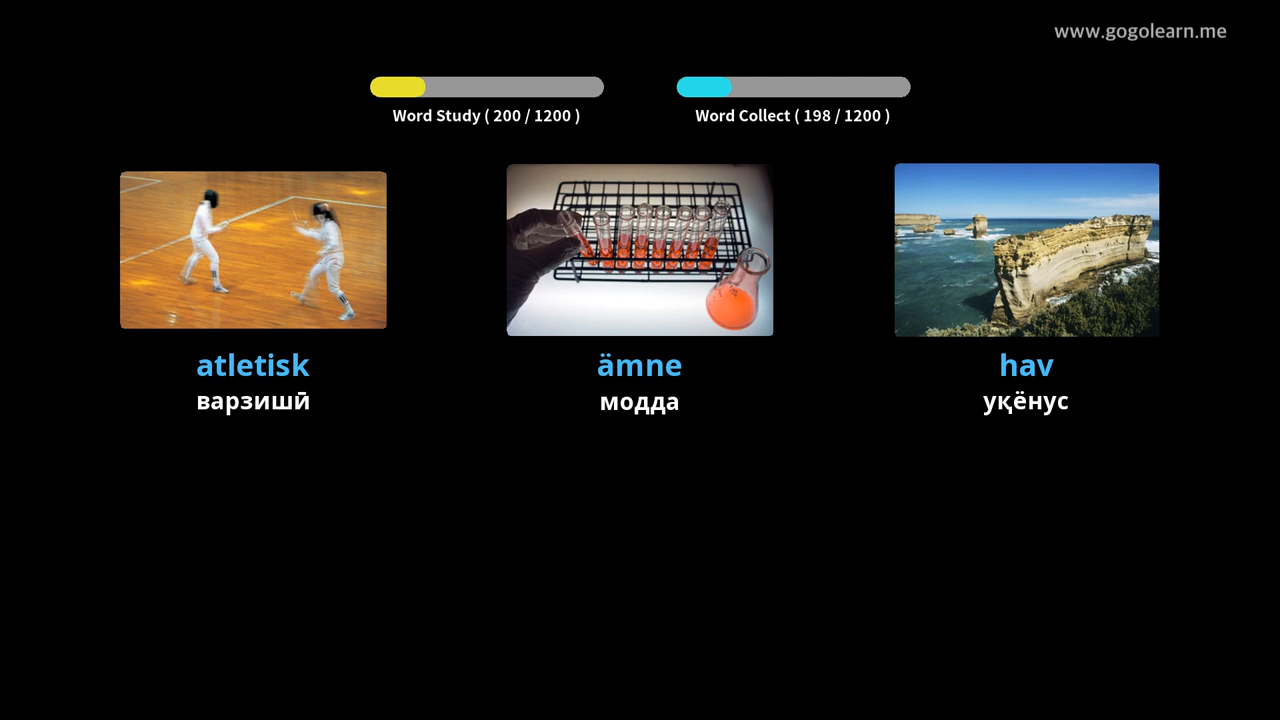 www.gogolearn.me
Word Study ( 200 / 1200 )
Word Collect ( 198 / 1200 )
atletisk
варзишӣ
ämne
модда
hav
уқёнус